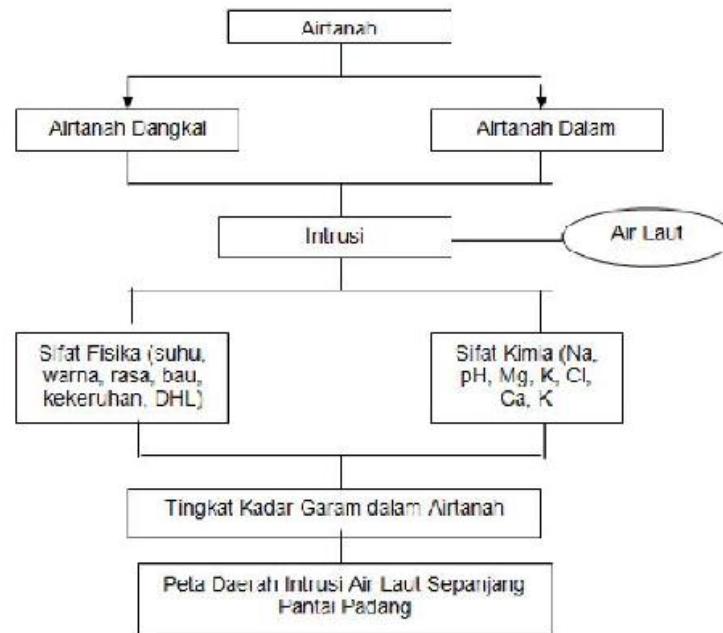 Airtanah
Airtanah Dangkal
Airtanah Dalam
Intrusi
Air Laut
Sifat Fisika (suhu,
warna, rasa, bau,
kekeruhan, DHL)
Sifat Kimia (Na,
pH, Mg, K, Cl,
Ca, K
Tingkat Kadar Garam dalam Airtanah
Peta Daerah Intrusi Air Laut Sepanjang
Pantai Padang